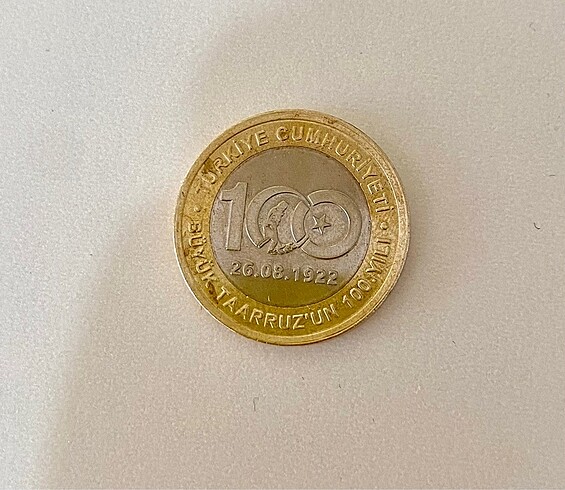 TÜRKİYE CUMHURİYETİ
100
26.08.1922
BÜYÜK TAARRUZ'UN 100.YILI